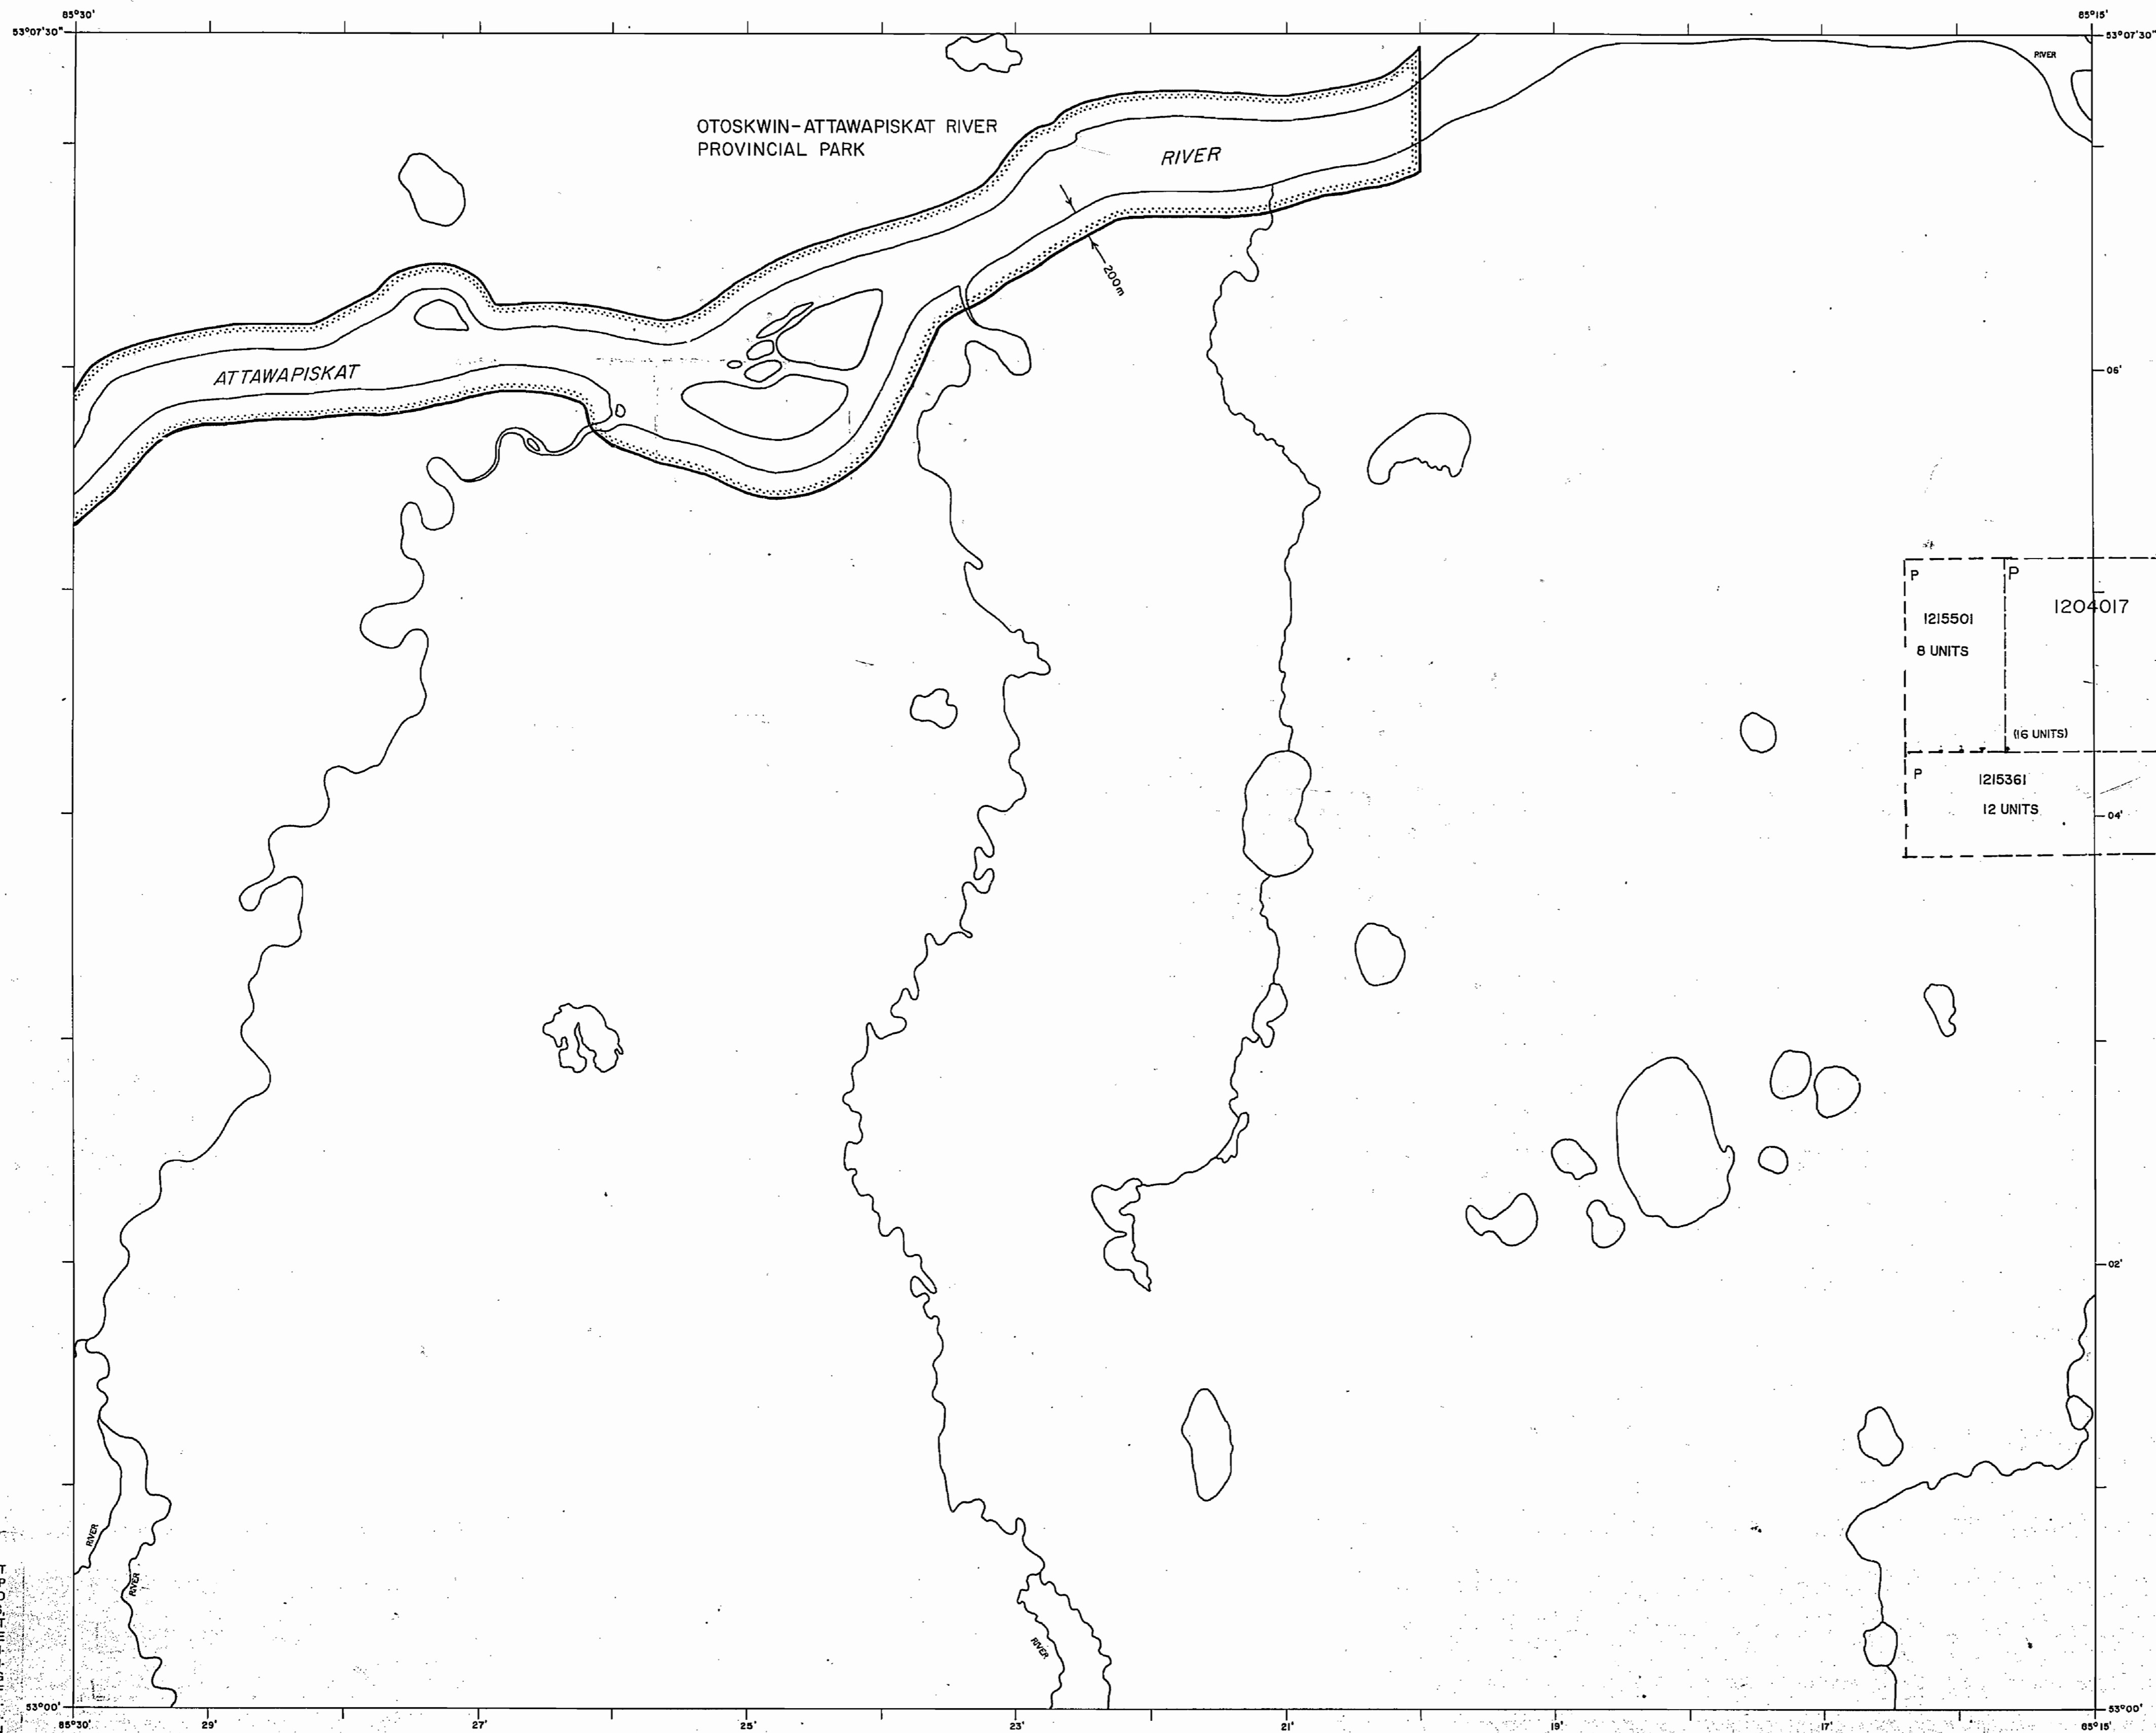 85°30'
85°15'
53°07'30"
53°07'30"
RIVER
OTOSKWIN-ATTAWAPISKAT RIVER
PROVINCIAL PARK
RIVER
200m
ATTAWAPISKAT
06'
P
P
1204017
1215501
8 UNITS
(16 UNITS)
P
1215361
12 UNITS
04'
02'
RIVER
RIVER
RIVER
53°00'
53°00'
85°30'
29'
27'
25'
23'
21'
19'
17'
85°15'